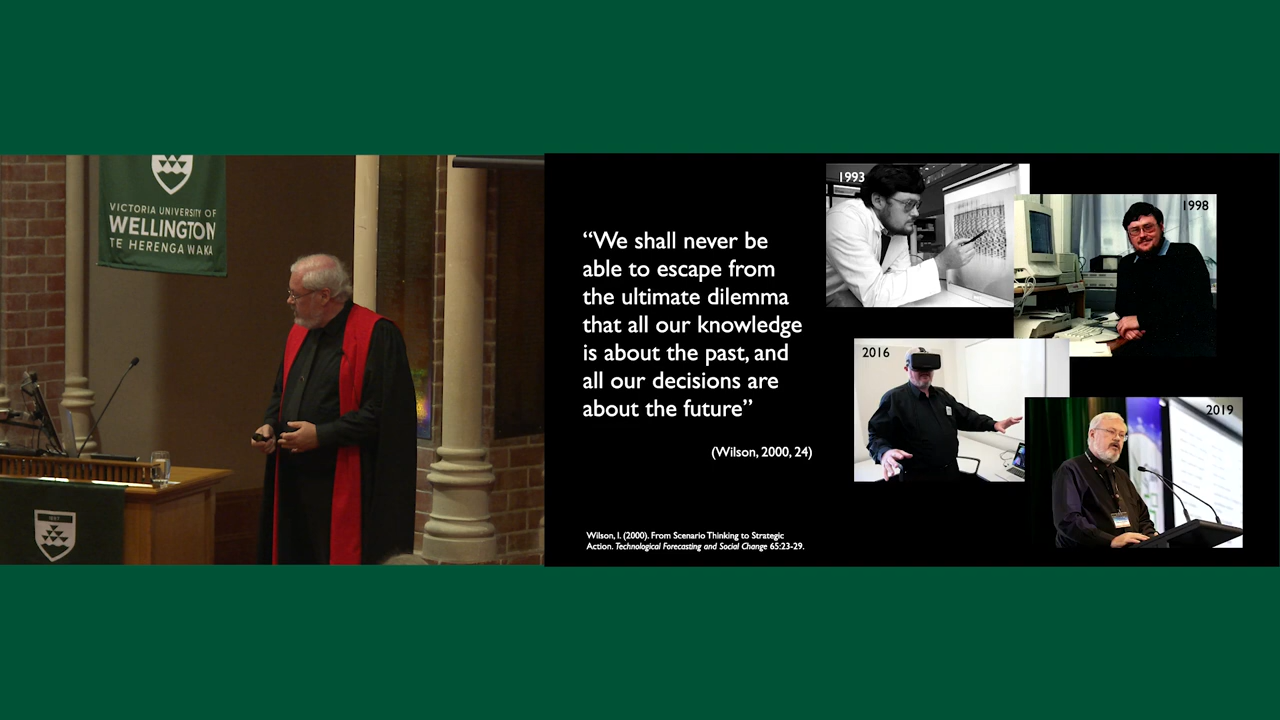 VICTORIA UNIVERSITY OF
WELLINGTON
TE HERENGA WAKA
“We shall never be
able to escape from
the ultimate dilemma
that all our knowledge
is about the past, and
all our decisions are
about the future”
(Wilson, 2000, 24)
Wilson, I. (2000). From Scenario Thinking to Strategic
Action. Technological Forecasting and Social Change 65:23-29.
1993
1998
2016
2019